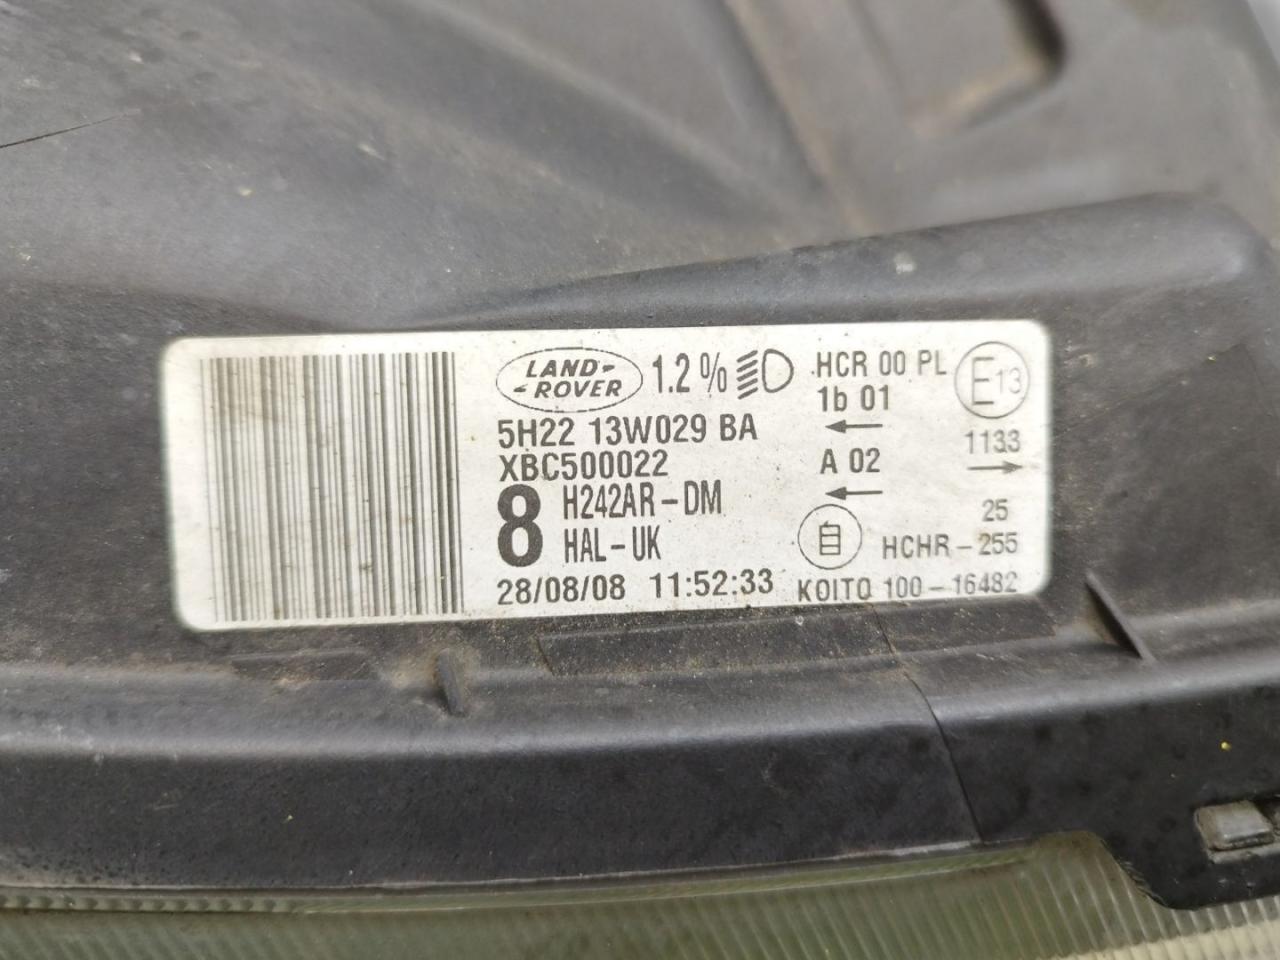 LAND-
ROVER
1.2%
5H22 13W029 BA
XBC500022
8
H242AR-DM
HAL-UK
28/08/08 11:52:33
HCR 00 PL
1b 01
A 02
E13
1133
25
HCHR-255
KOITO 100-16482